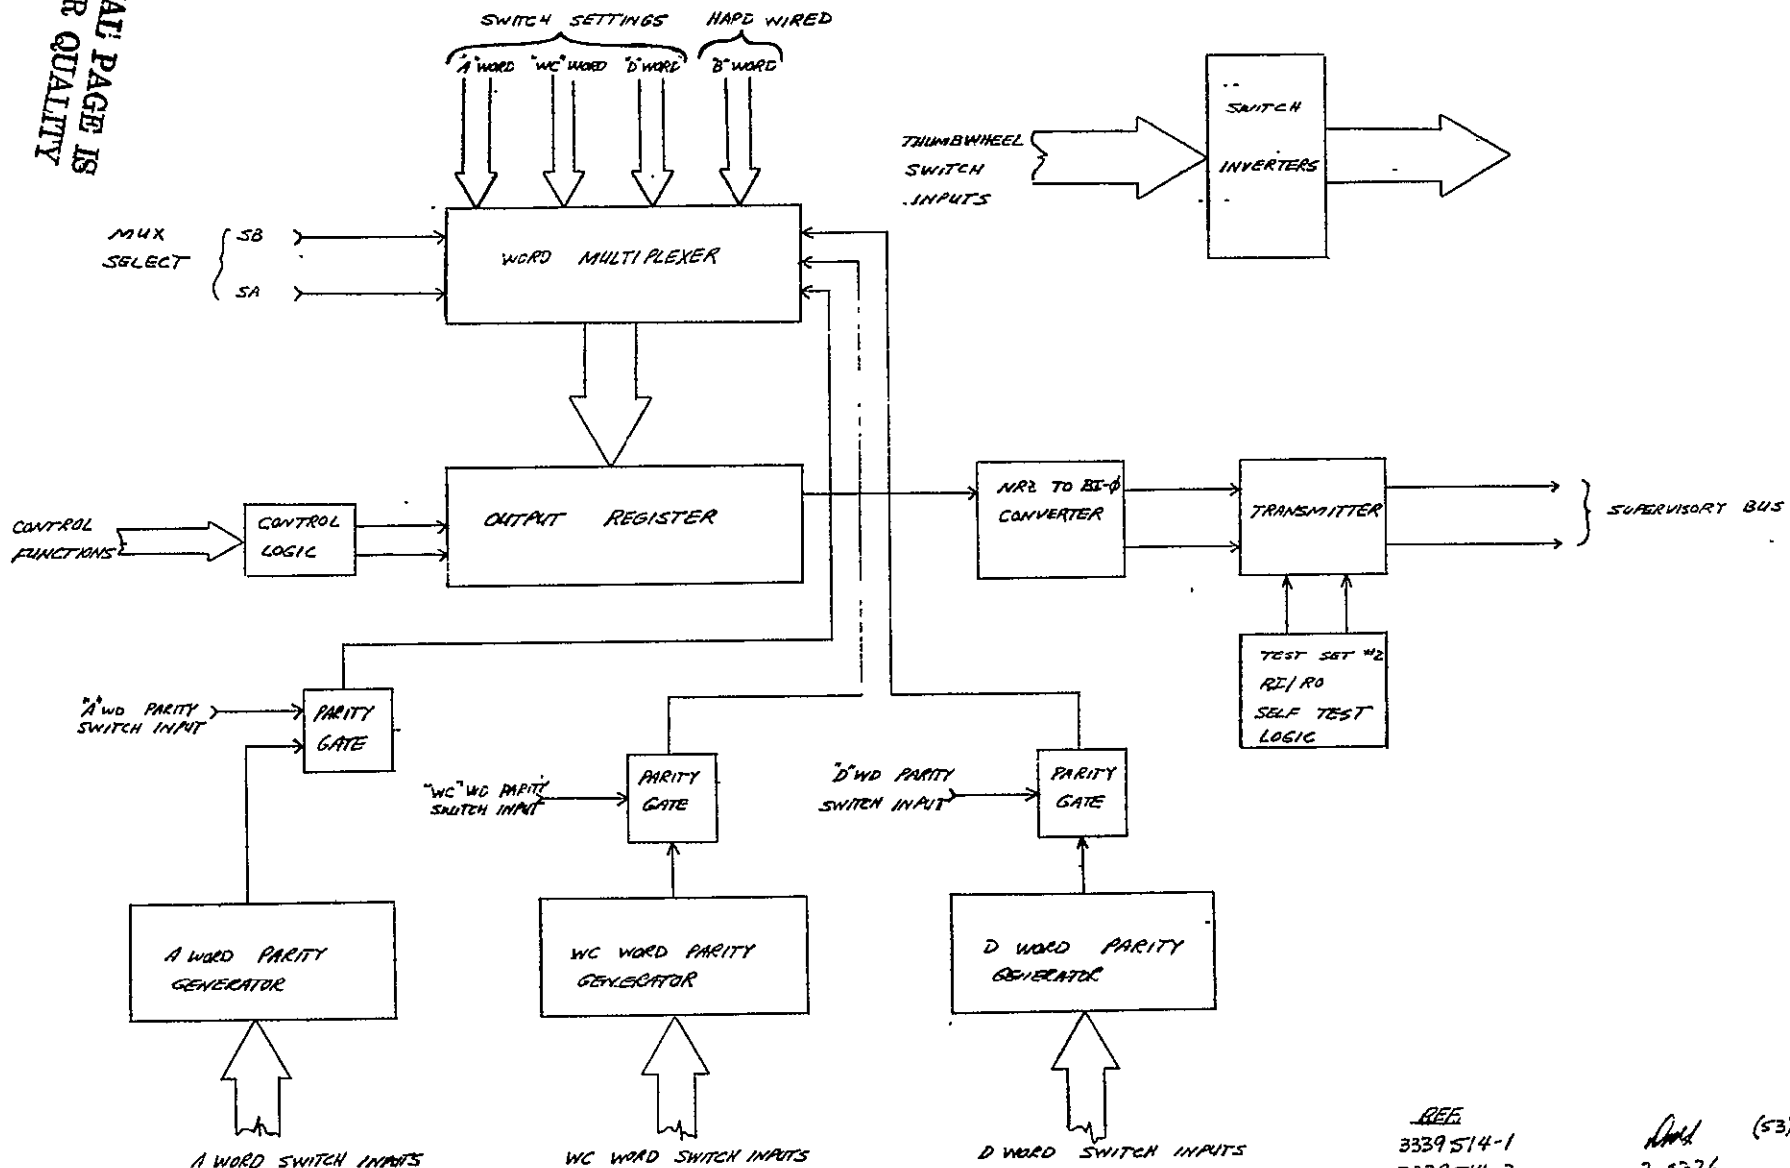 AL PAGE IS
R QUALITY
SWITCH SETTINGS
HARD WIRED
"A" WORD
"WC" WORD
"D" WORD
"B" WORD
MUX
SELECT
SB
SA
WORD MULTIPLEXER
THUMBWHEEL
SWITCH
INPUTS
SWITCH
INVERTERS
CONTROL
FUNCTIONS
CONTROL
LOGIC
OUTPUT REGISTER
NRZ TO BI-φ
CONVERTER
TRANSMITTER
SUPERVISORY BUS
TEST SET #2
RI/RO
SELF TEST
LOGIC
"A" WD PARITY
SWITCH INPUT
PARITY
GATE
"WC" WD PARITY
SWITCH INPUT
PARITY
GATE
"D" WD PARITY
SWITCH INPUT
PARITY
GATE
A WORD PARITY
GENERATOR
WC WORD PARITY
GENERATOR
D WORD PARITY
GENERATOR
A WORD SWITCH INPUTS
WC WORD SWITCH INPUTS
D WORD SWITCH INPUTS
REF.
3339514-1
(53)